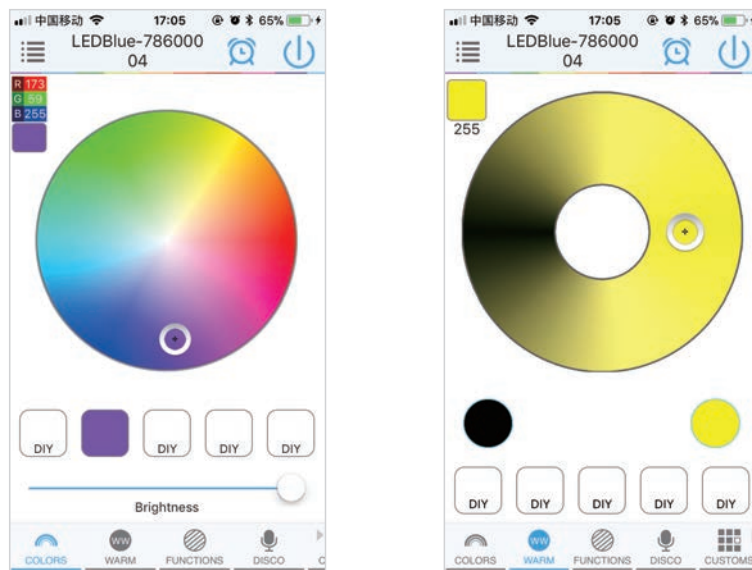 中国移动 17:05 65%
LEDBlue-786000
04
R 173
G 59
B 255
DIY DIY DIY DIY
Brightness
COLORS WARM FUNCTIONS DISCO C
中国移动 17:05 65%
LEDBlue-786000
04
255
DIY DIY DIY DIY DIY
WW
COLORS WARM FUNCTIONS DISCO CUSTOM